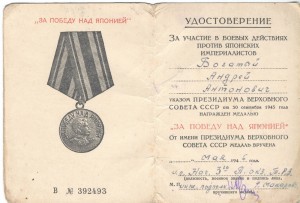 „ЗА ПОБЕДУ НАД ЯПОНИЕЙ"
В № 392493
УДОСТОВЕРЕНИЕ
ЗА УЧАСТИЕ В БОЕВЫХ ДЕЙСТВИЯХ
ПРОТИВ ЯПОНСКИХ
ИМПЕРИАЛИСТОВ
Богатай
Андрей
Антонович
УКАЗОМ ПРЕЗИДИУМА ВЕРХОВНОГО
СОВЕТА СССР от 30 сентября 1945 года
НАГРАЖДЕН МЕДАЛЬЮ
„ЗА ПОБЕДУ НАД ЯПОНИЕЙ"
ОТ ИМЕНИ ПРЕЗИДИУМА ВЕРХОВНОГО
СОВЕТА СССР МЕДАЛЬ ВРУЧЕНА
мая 194 г.
М. П.